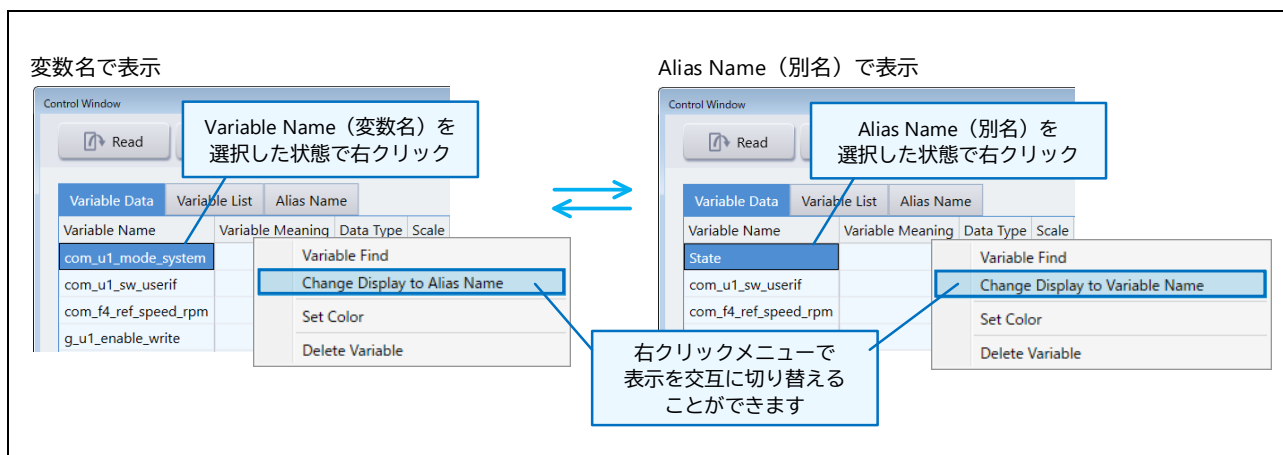 変数名で表示
Control Window
Read
Variable Name（変数名）を
選択した状態で右クリック
Variable Data Variable List Alias Name
Variable Name Variable Meaning Data Type Scale
com_u1_mode_system
com_u1_sw_userif
com_f4_ref_speed_rpm
g_u1_enable_write
Variable Find
Change Display to Alias Name
Set Color
Delete Variable
Alias Name（別名）で表示
Control Window
Read
Alias Name（別名）を
選択した状態で右クリック
Variable Data Variable List Alias Name
Variable Name Variable Meaning Data Type Scale
State
com_u1_sw_userif
com_f4_ref_speed_rpm
Variable Find
Change Display to Variable Name
Set Color
Delete Variable
右クリックメニューで
表示を交互に切り替える
ことができます